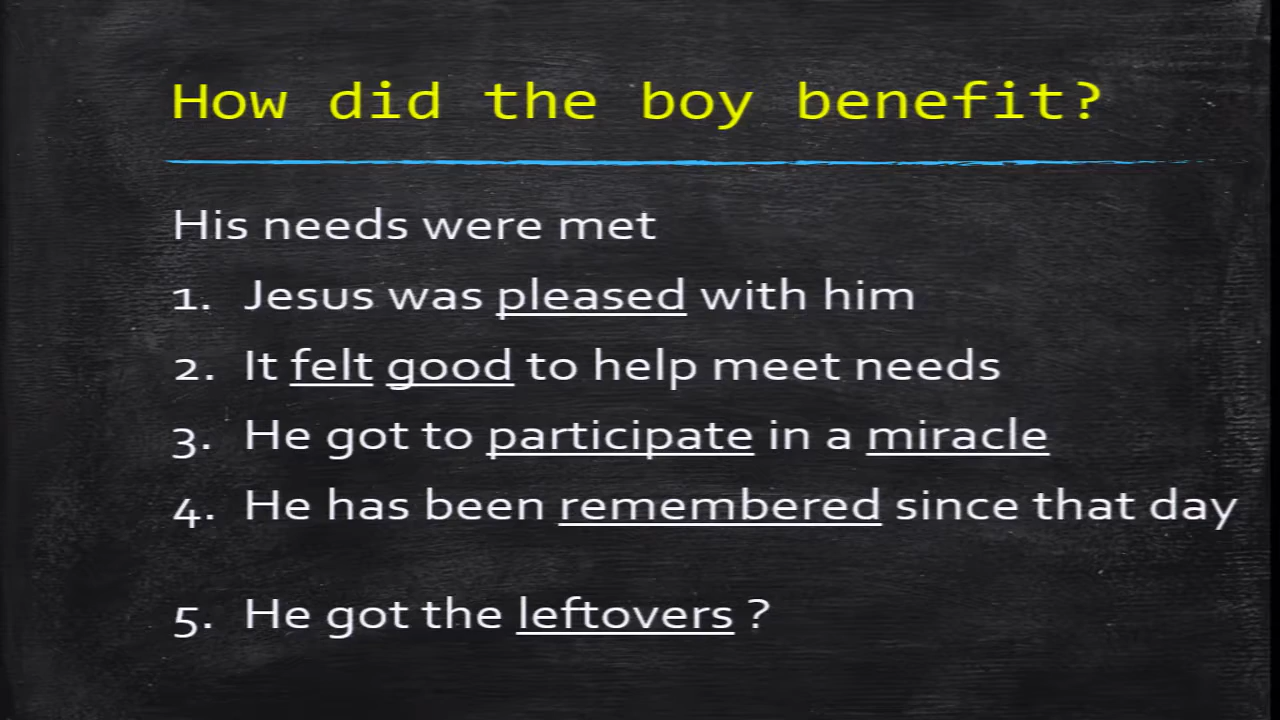 How did the boy benefit?
His needs were met
1. Jesus was pleased with him
2. It felt good to help meet needs
3. He got to participate in a miracle
4. He has been remembered since that day
5. He got the leftovers ?